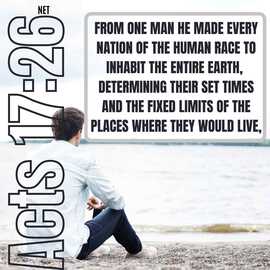 NET
Acts 17:26
FROM ONE MAN HE MADE EVERY
NATION OF THE HUMAN RACE TO
INHABIT THE ENTIRE EARTH,
DETERMINING THEIR SET TIMES
AND THE FIXED LIMITS OF THE
PLACES WHERE THEY WOULD LIVE,